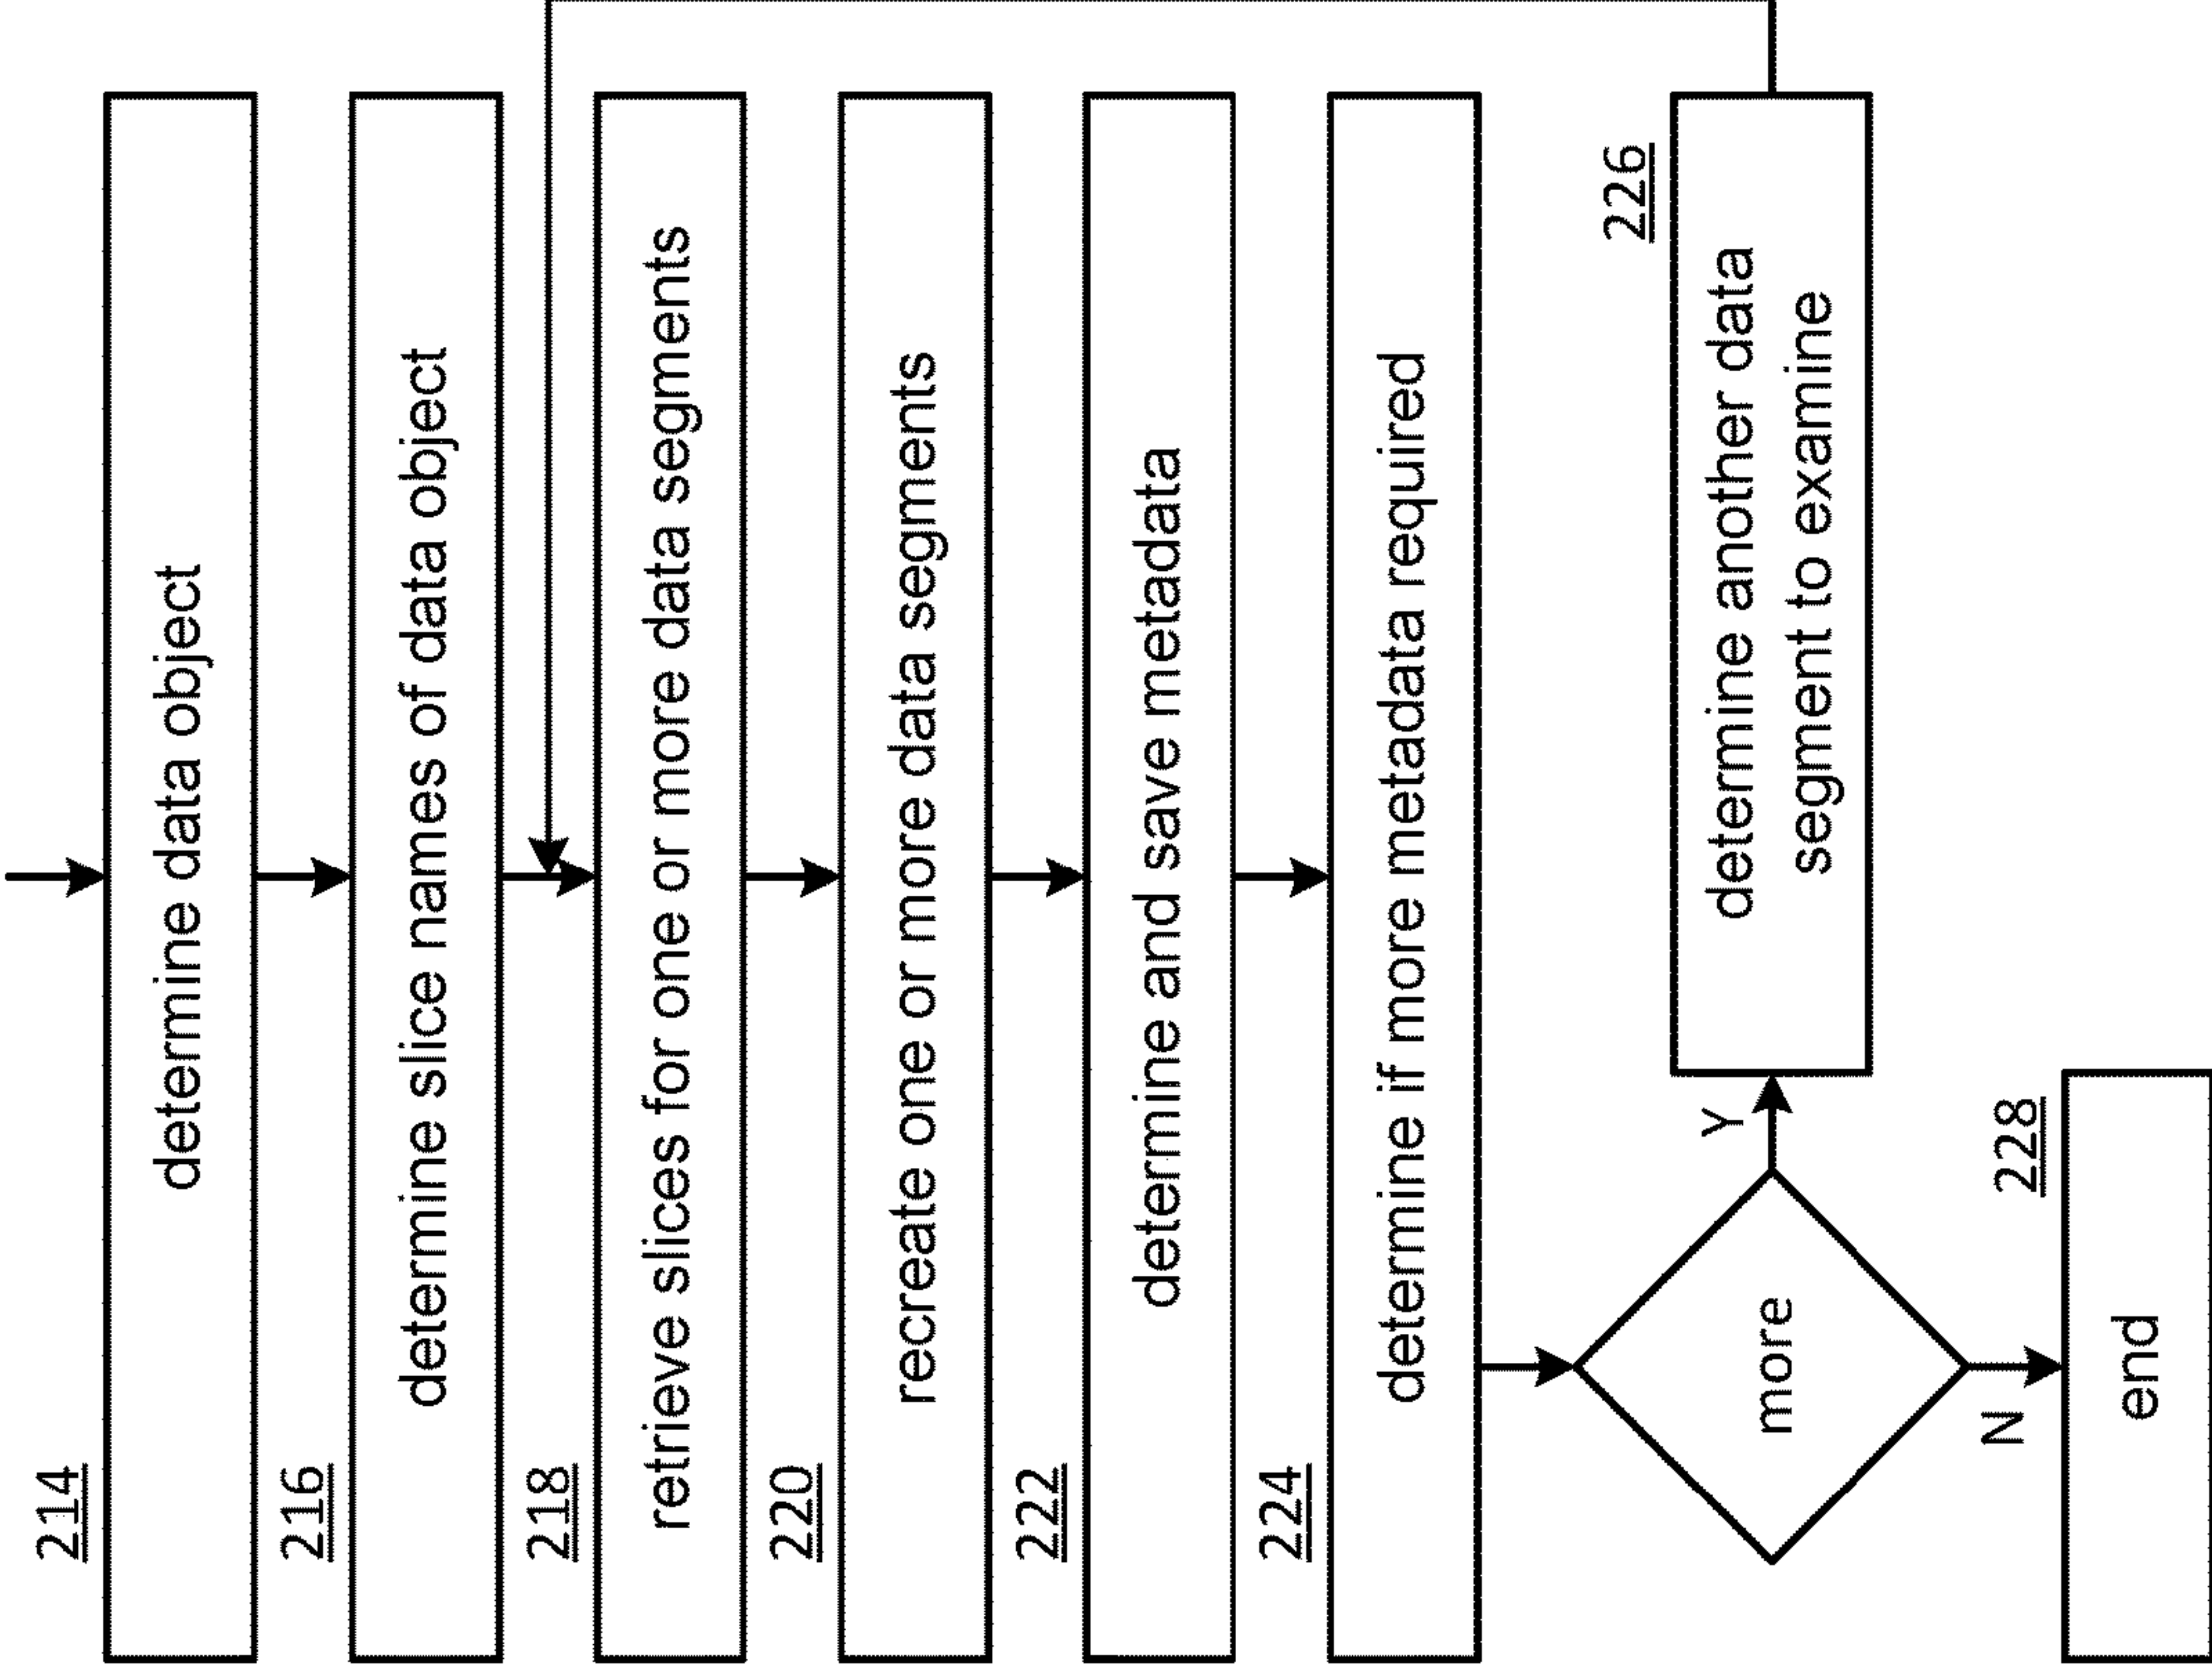 214
determine data object
216
determine slice names of data object
218
retrieve slices for one or more data segments
220
recreate one or more data segments
222
determine and save metadata
224
determine if more metadata required
more
Y
226
determine another data
segment to examine
N
228
end